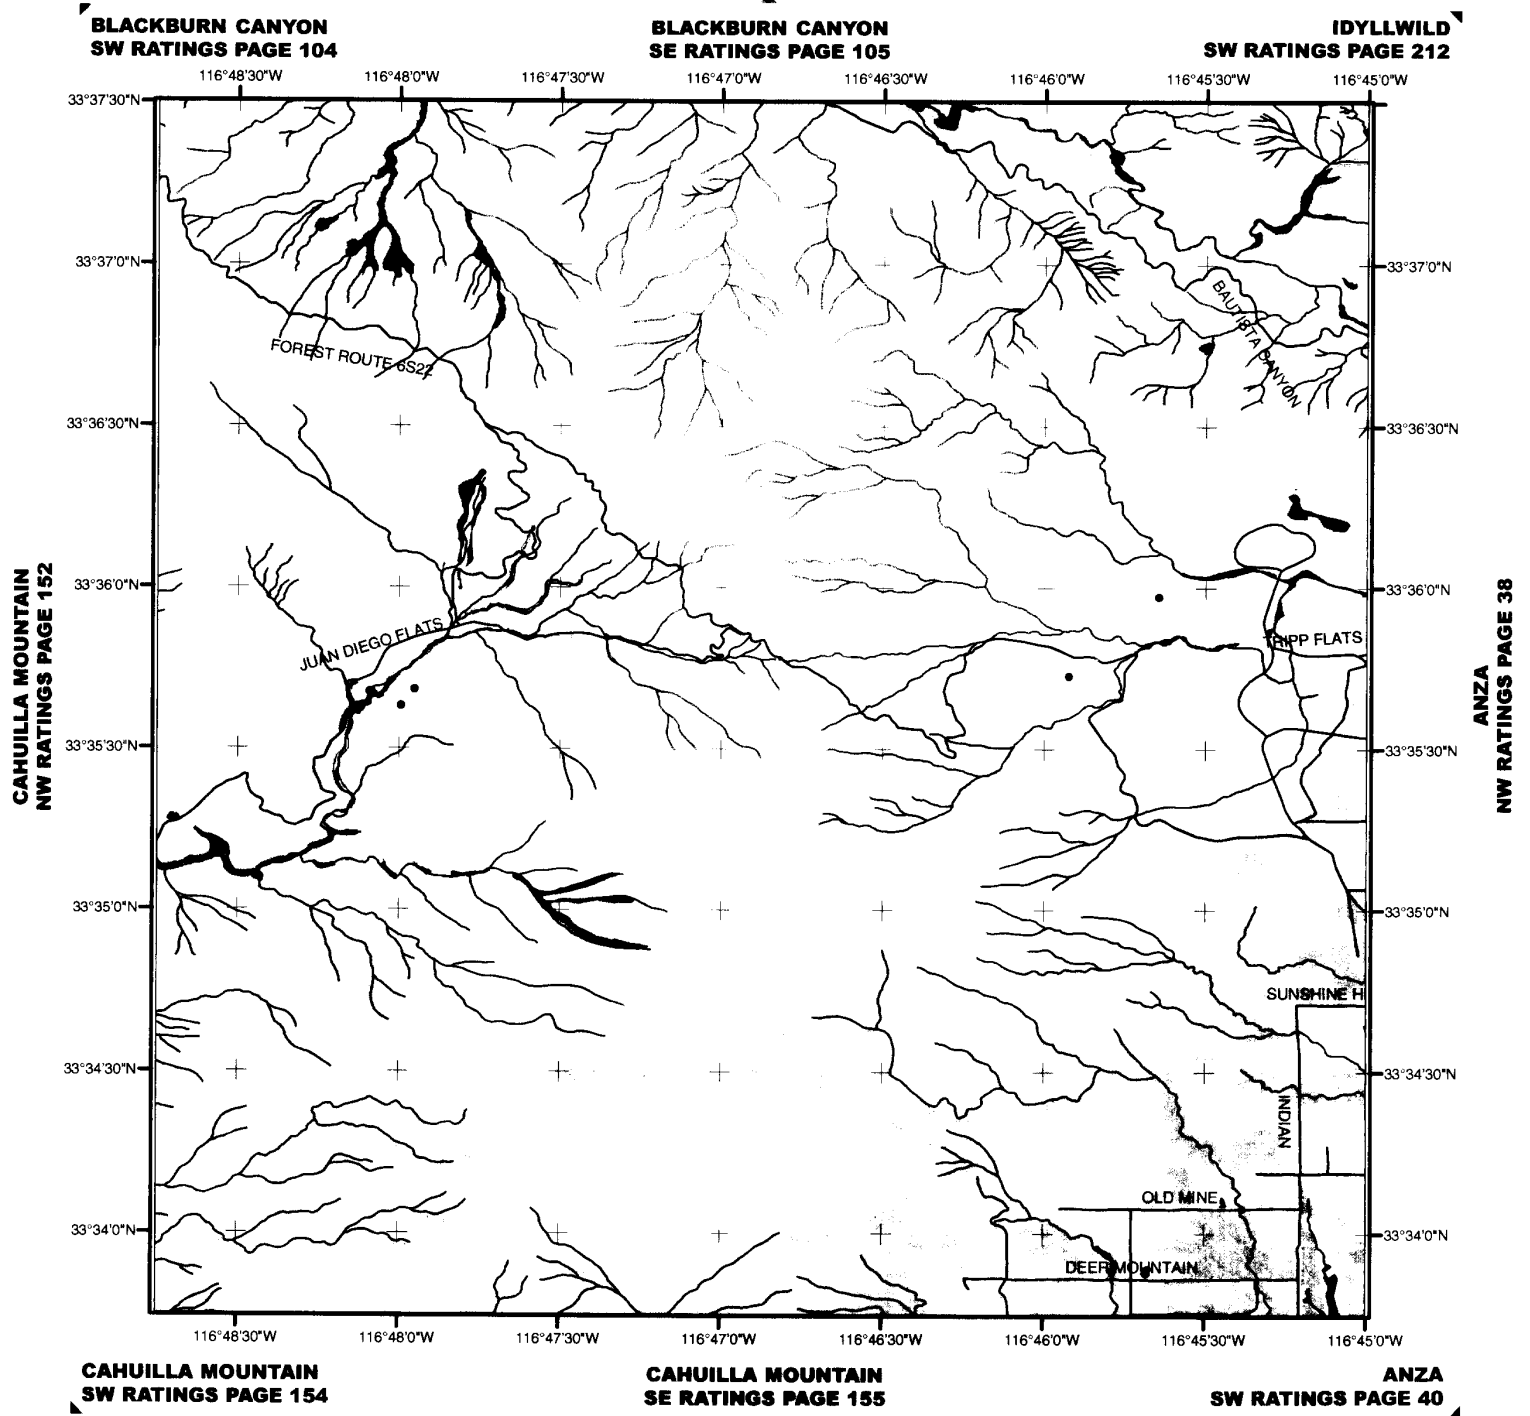 BLACKBURN CANYON
SW RATINGS PAGE 104
BLACKBURN CANYON
SE RATINGS PAGE 105
IDYLLWILD
SW RATINGS PAGE 212
116°48'30"W
116°48'0"W
116°47'30"W
116°47'0"W
116°46'30"W
116°46'0"W
116°45'30"W
116°45'0"W
33°37'30"N
33°37'0"N
33°37'0"N
BAUTISTA CANYON
FOREST ROUTE 6S22
33°36'30"N
33°36'30"N
33°36'0"N
33°36'0"N
CAHUILLA MOUNTAIN
NW RATINGS PAGE 152
ANZA
NW RATINGS PAGE 38
JUAN DIEGO FLATS
TRIPP FLATS
33°35'30"N
33°35'30"N
33°35'0"N
33°35'0"N
SUNSHINE H
33°34'30"N
33°34'30"N
INDIAN
OLD MINE
33°34'0"N
33°34'0"N
DEER MOUNTAIN
116°48'30"W
116°48'0"W
116°47'30"W
116°47'0"W
116°46'30"W
116°46'0"W
116°45'30"W
116°45'0"W
CAHUILLA MOUNTAIN
SW RATINGS PAGE 154
CAHUILLA MOUNTAIN
SE RATINGS PAGE 155
ANZA
SW RATINGS PAGE 40